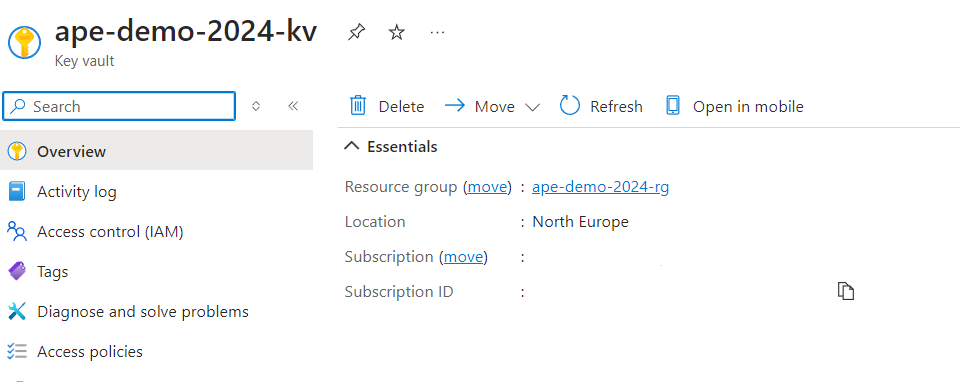 ape-demo-2024-kv
Key vault
Search
Delete Move Refresh Open in mobile
Overview
Activity log
Access control (IAM)
Tags
Diagnose and solve problems
Access policies
Essentials
Resource group (move) : ape-demo-2024-rg
Location : North Europe
Subscription (move) :
Subscription ID :